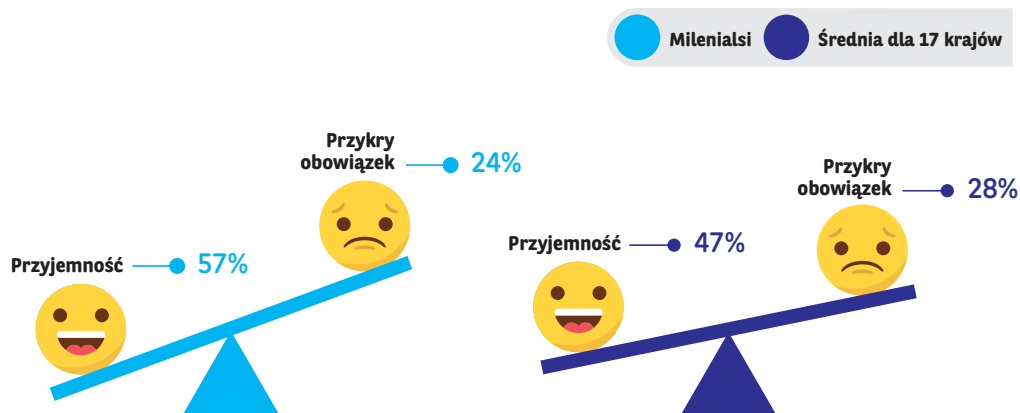 Milenialsi
Średnia dla 17 krajów
Przykry
obowiązek
24%
Przyjemność
57%
Przykry
obowiązek
28%
Przyjemność
47%